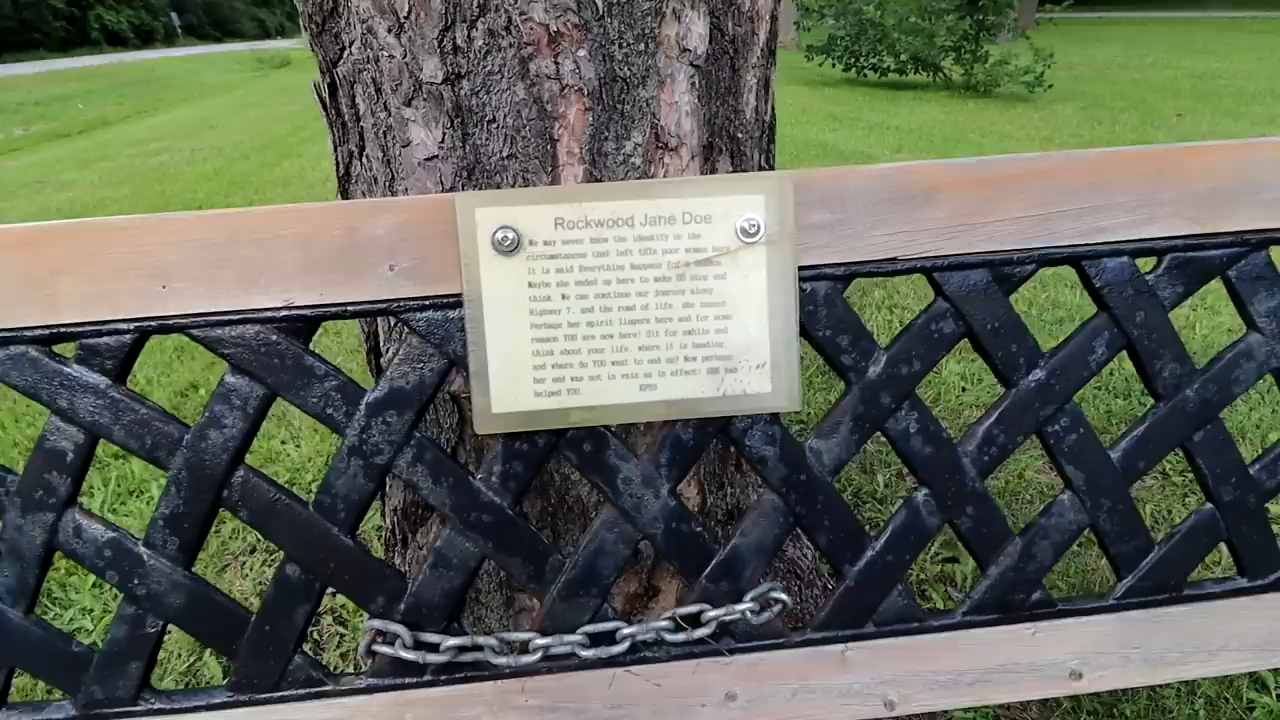 Rockwood Jane Doe
We may never know the identity or the
circumstances that left this poor woman here
It is said Everything Happens for a
Maybe she ended up here to make US stop and
think. We can continue our journey along
Highway 7, and the road of life, she cannot
Perhaps her spirit lingers here and for some
reason YOU are now here! Sit for awhile and
think about your life, where it is heading
and where do YOU want to end up? Now perhaps
her end was not in vain as in effect: SHE has
helped YOU.